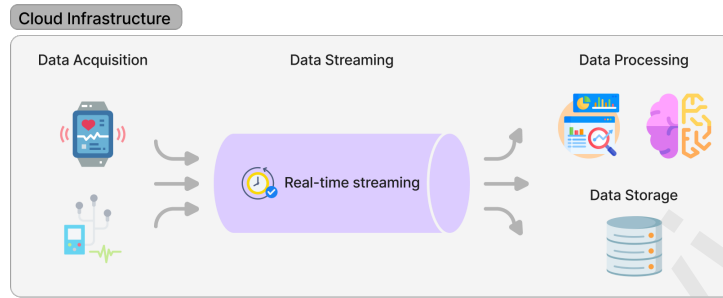 Cloud Infrastructure
Data Acquisition
Data Streaming
Data Processing
Real-time streaming
Data Storage